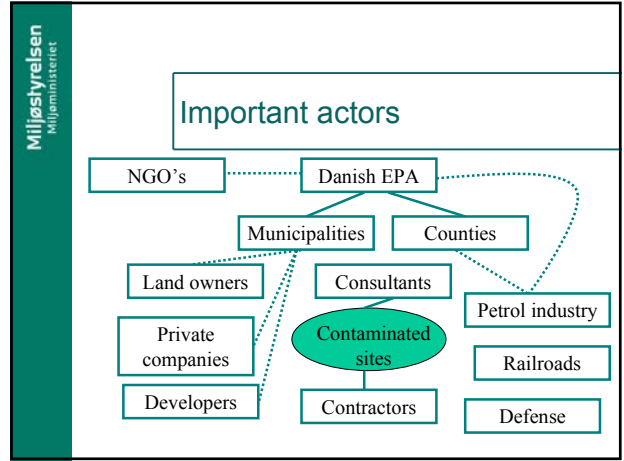 Miljøstyrelsen
Miljøministeriet
Important actors
NGO's
Danish EPA
Municipalities
Counties
Land owners
Consultants
Petrol industry
Private
companies
Contaminated
sites
Railroads
Developers
Contractors
Defense